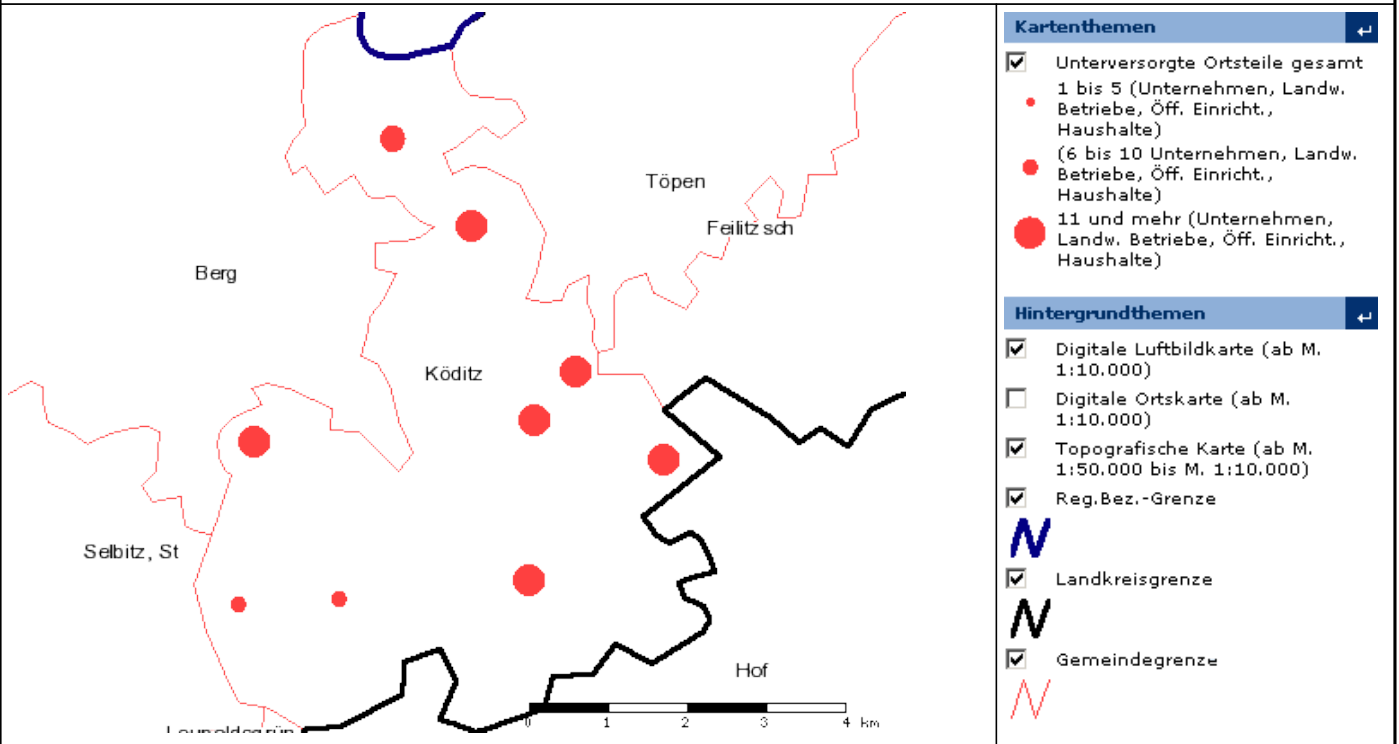 Töpen
Feilitzsch
Berg
Köditz
Selbitz, St
Hof
0 1 2 3 4 km
Leupoldsgrün
Kartenthemen
Unterversorgte Ortsteile gesamt
1 bis 5 (Unternehmen, Landw.
Betriebe, Öff. Einricht.,
Haushalte)
(6 bis 10 Unternehmen, Landw.
Betriebe, Öff. Einricht.,
Haushalte)
11 und mehr (Unternehmen,
Landw. Betriebe, Öff. Einricht.,
Haushalte)
Hintergrundthemen
Digitale Luftbildkarte (ab M.
1:10.000)
Digitale Ortskarte (ab M.
1:10.000)
Topografische Karte (ab M.
1:50.000 bis M. 1:10.000)
Reg.Bez.-Grenze
Landkreisgrenze
Gemeindegrenze